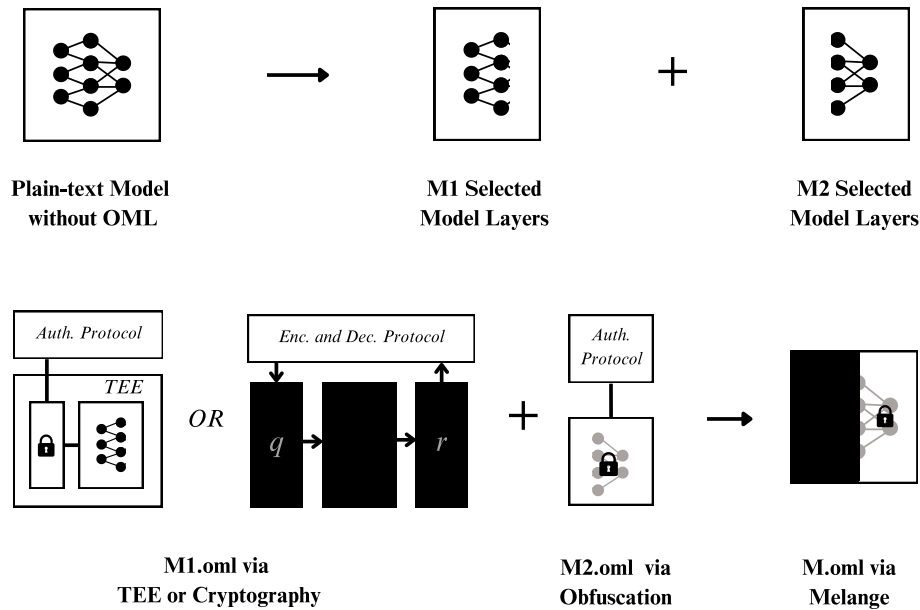 Plain-text Model
without OML
M1 Selected
Model Layers
M2 Selected
Model Layers
Auth. Protocol
TEE
OR
Enc. and Dec. Protocol
q
r
Auth.
Protocol
M1.oml via
TEE or Cryptography
M2.oml via
Obfuscation
M.oml via
Melange